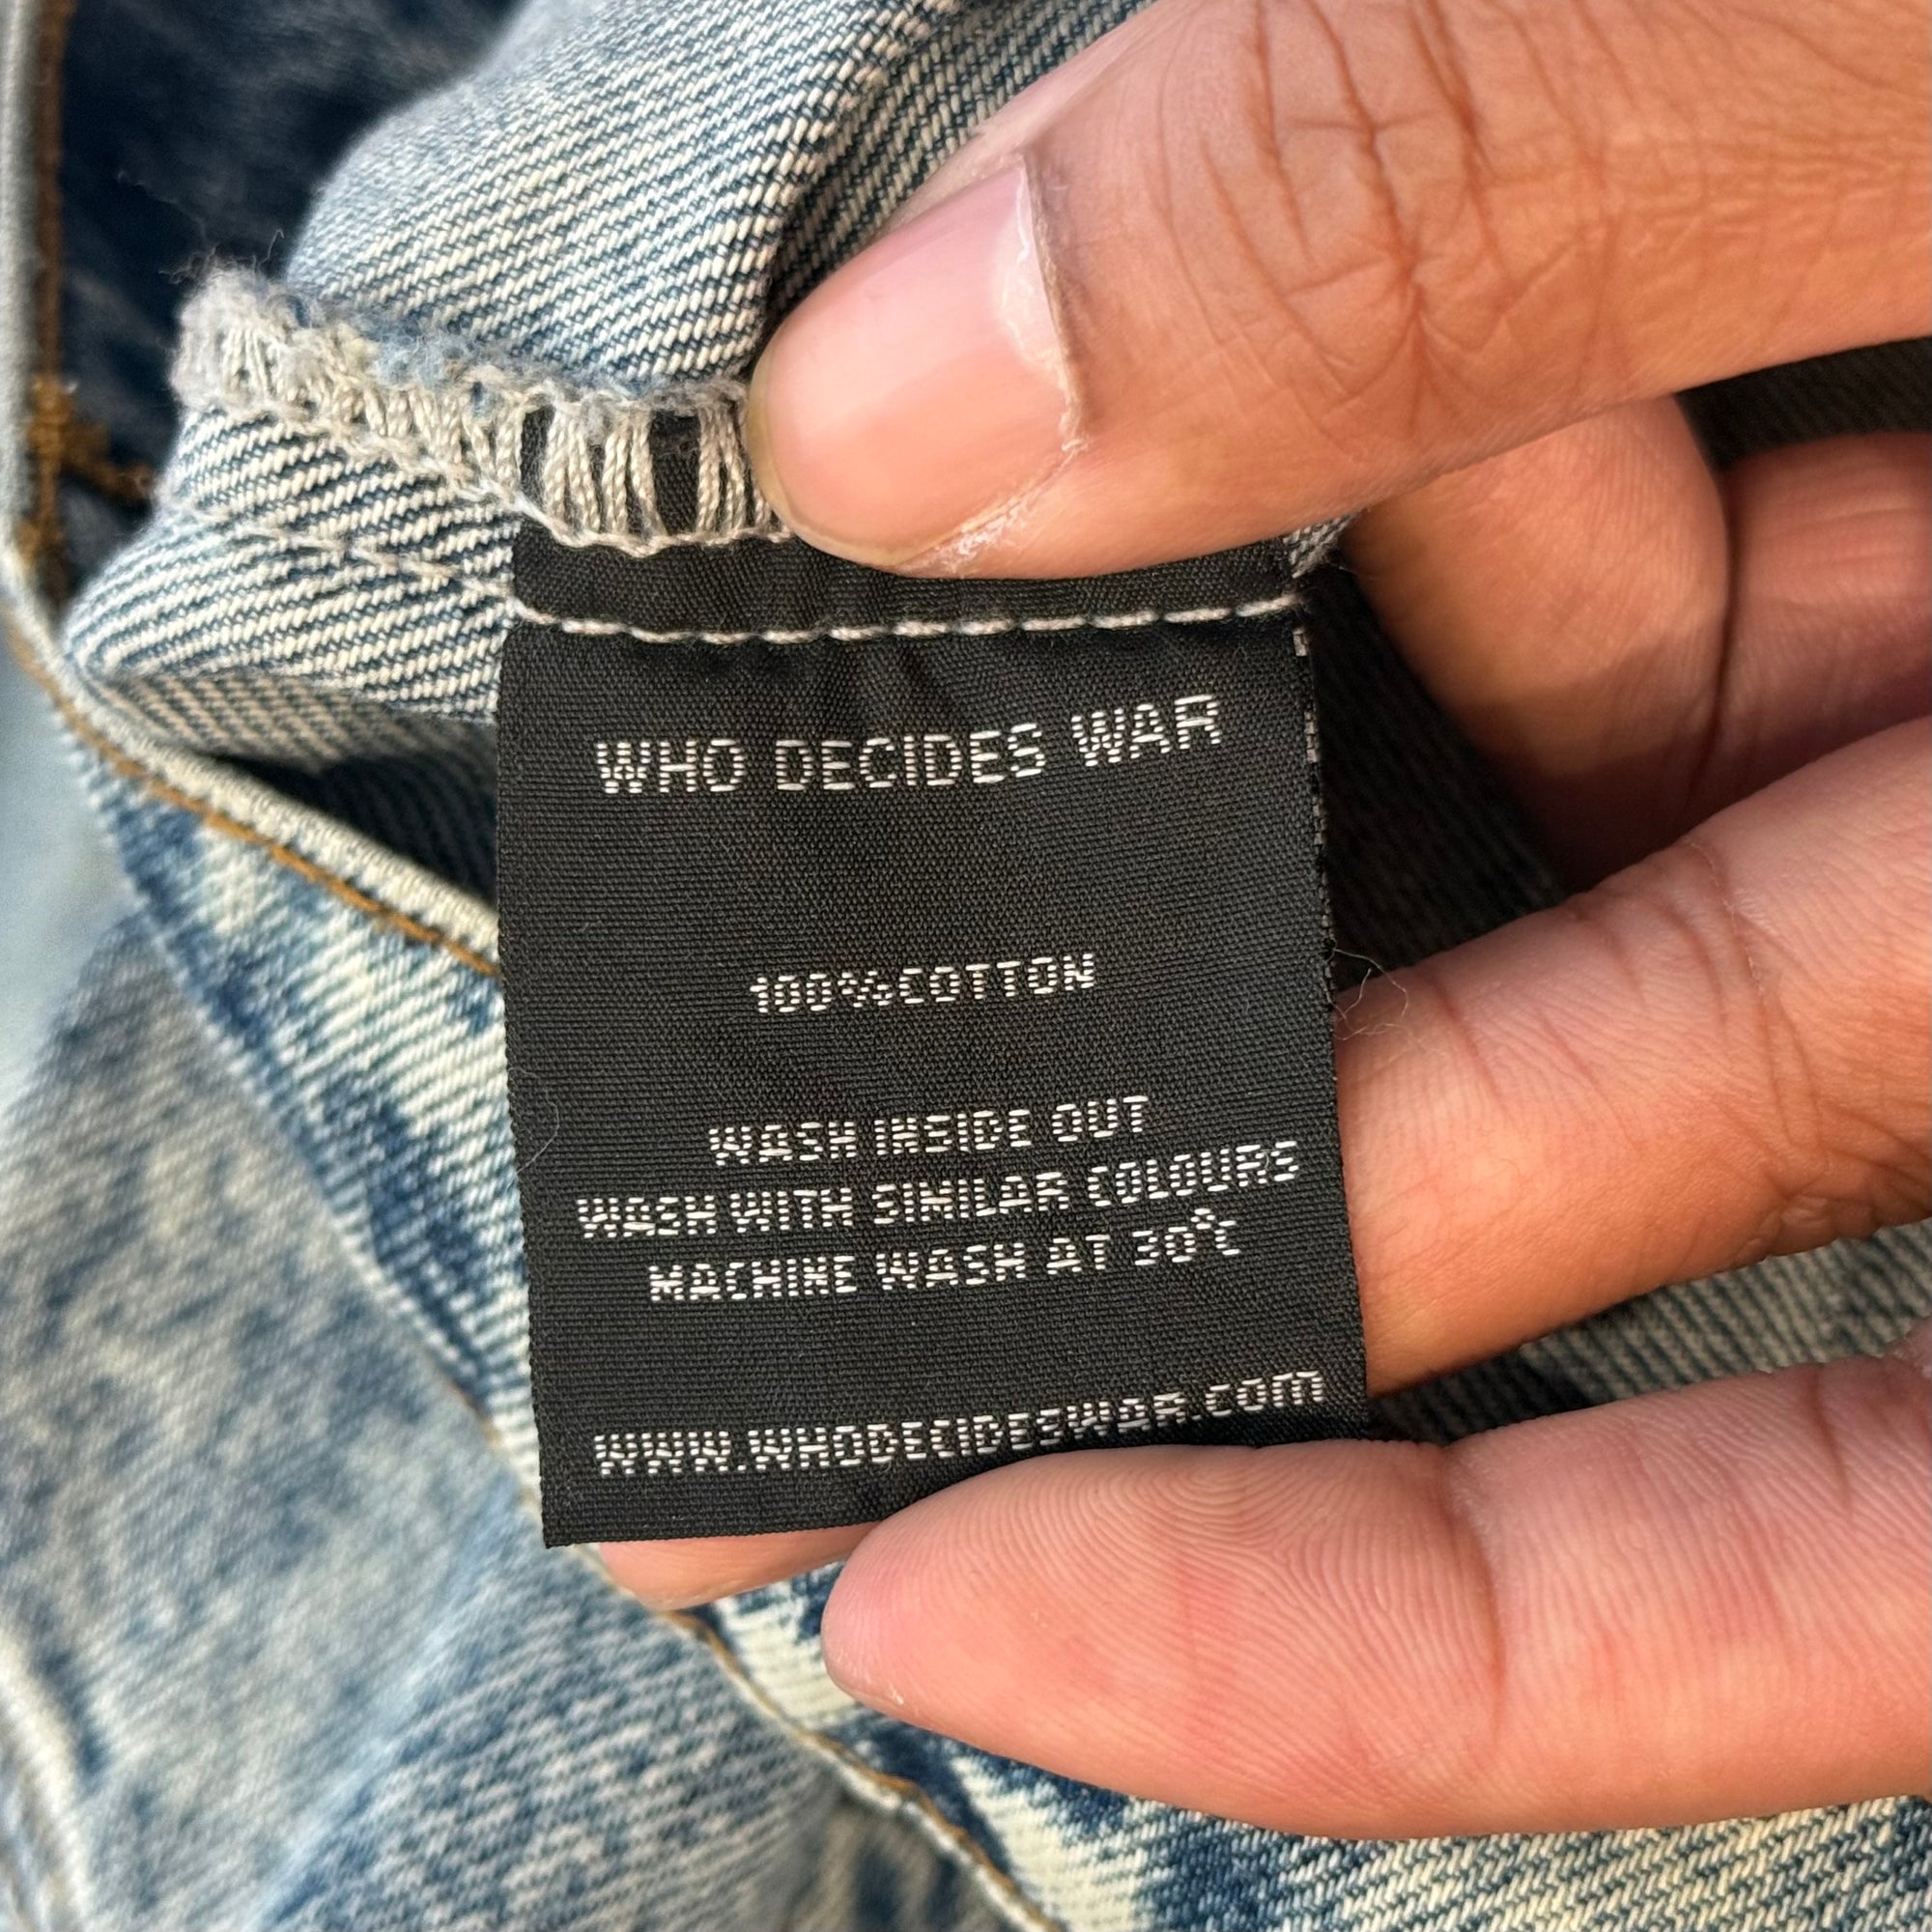 WHO DECIDES WAR
100%COTTON
WASH INSIDE OUT
WASH WITH SIMILAR COLOURS
MACHINE WASH AT 30°C
WWW.WHODECIDESWAR.com